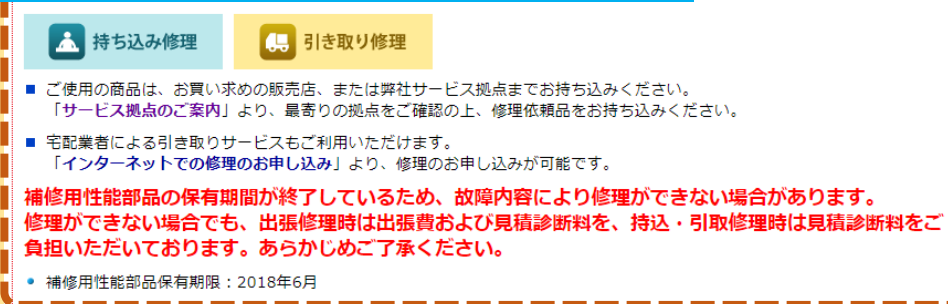 持ち込み修理 引き取り修理
ご使用の商品は、お買い求めの販売店、または弊社サービス拠点までお持ち込みください。
「サービス拠点のご案内」より、最寄りの拠点をご確認の上、修理依頼品をお持ち込みください。
宅配業者による引き取りサービスもご利用いただけます。
「インターネットでの修理のお申し込み」より、修理のお申し込みが可能です。
補修用性能部品の保有期間が終了しているため、故障内容により修理ができない場合があります。
修理ができない場合でも、出張修理時は出張費および見積診断料を、持込・引取修理時は見積診断料をご
負担いただいております。あらかじめご了承ください。
補修用性能部品保有期限：2018年6月